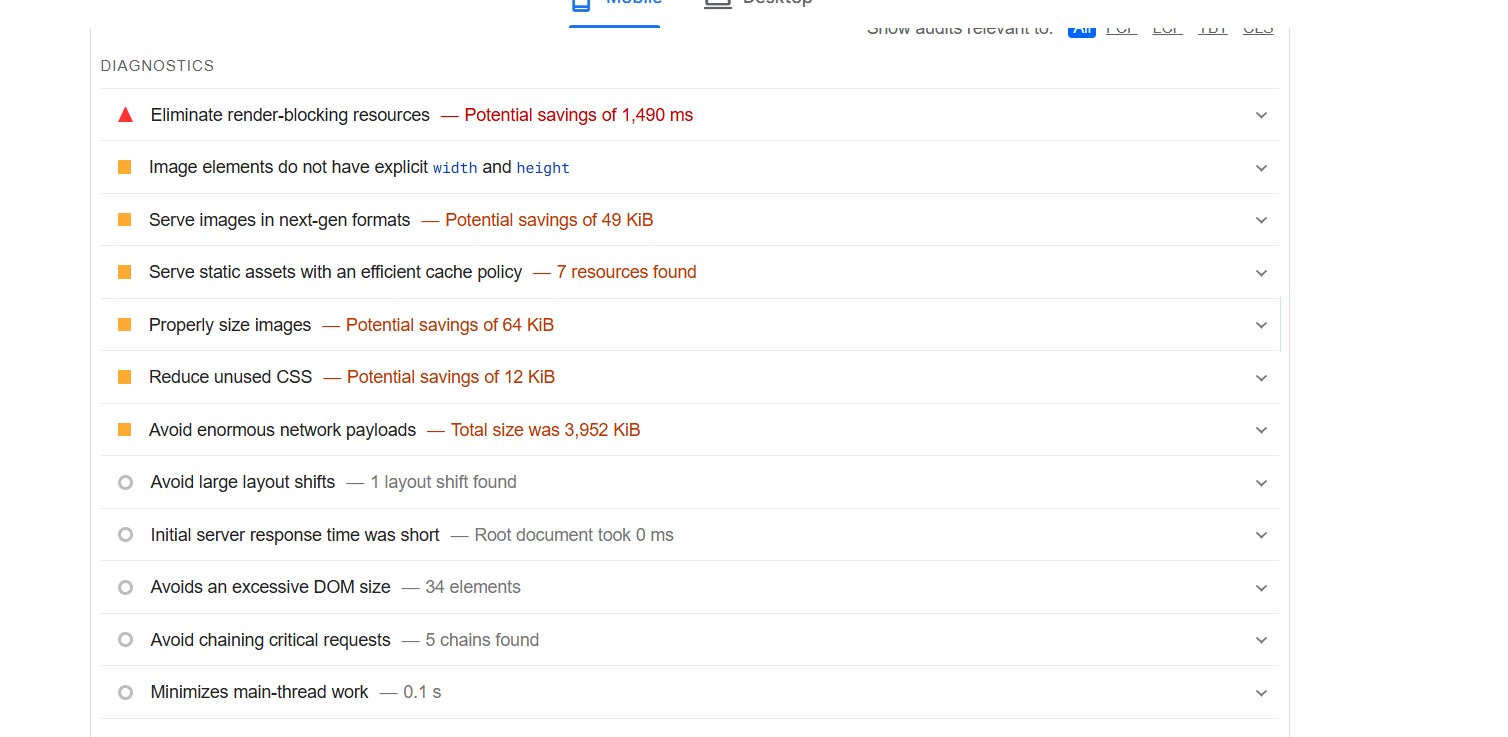 Mobile Desktop
Show audits relevant to: All FCP LCP TBT CLS
DIAGNOSTICS
Eliminate render-blocking resources — Potential savings of 1,490 ms
Image elements do not have explicit width and height
Serve images in next-gen formats — Potential savings of 49 KiB
Serve static assets with an efficient cache policy — 7 resources found
Properly size images — Potential savings of 64 KiB
Reduce unused CSS — Potential savings of 12 KiB
Avoid enormous network payloads — Total size was 3,952 KiB
Avoid large layout shifts — 1 layout shift found
Initial server response time was short — Root document took 0 ms
Avoids an excessive DOM size — 34 elements
Avoid chaining critical requests — 5 chains found
Minimizes main-thread work — 0.1 s